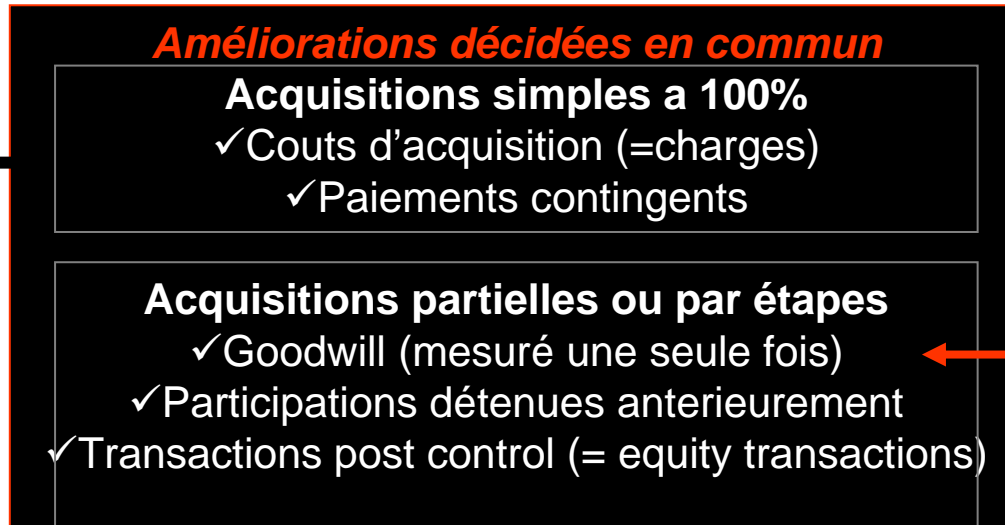 Améliorations décidées en commun
Acquisitions simples a 100%
✓Couts d'acquisition (=charges)
✓Paiements contingents
Acquisitions partielles ou par étapes
✓Goodwill (mesuré une seule fois)
✓Participations détenues anterieurement
✓Transactions post control (= equity transactions)